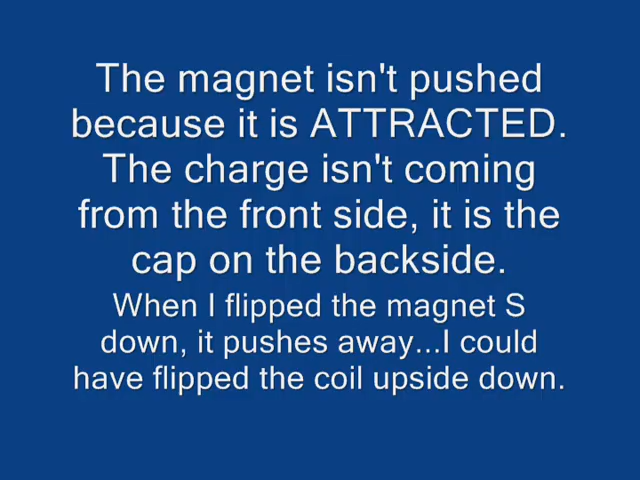 The magnet isn't pushed
because it is ATTRACTED.
The charge isn't coming
from the front side, it is the
cap on the backside.
When I flipped the magnet S
down, it pushes away...I could
have flipped the coil upside down.